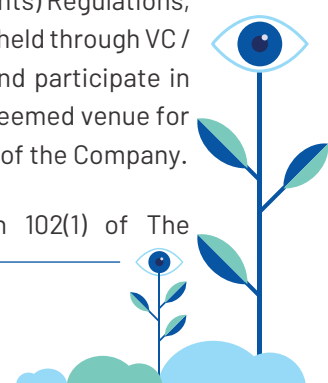 nts) Regulations,
held through VC /
nd participate in
eemed venue for
of the Company.
102(1) of The